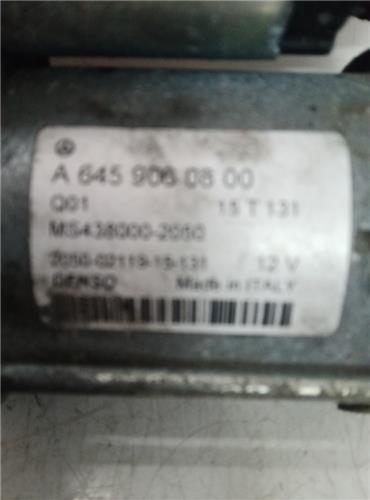 A 645 906 08 00
Q01 15 T 131
MS438000-2050
2050-02119-15-131 12 V
DENSO Made in ITALY